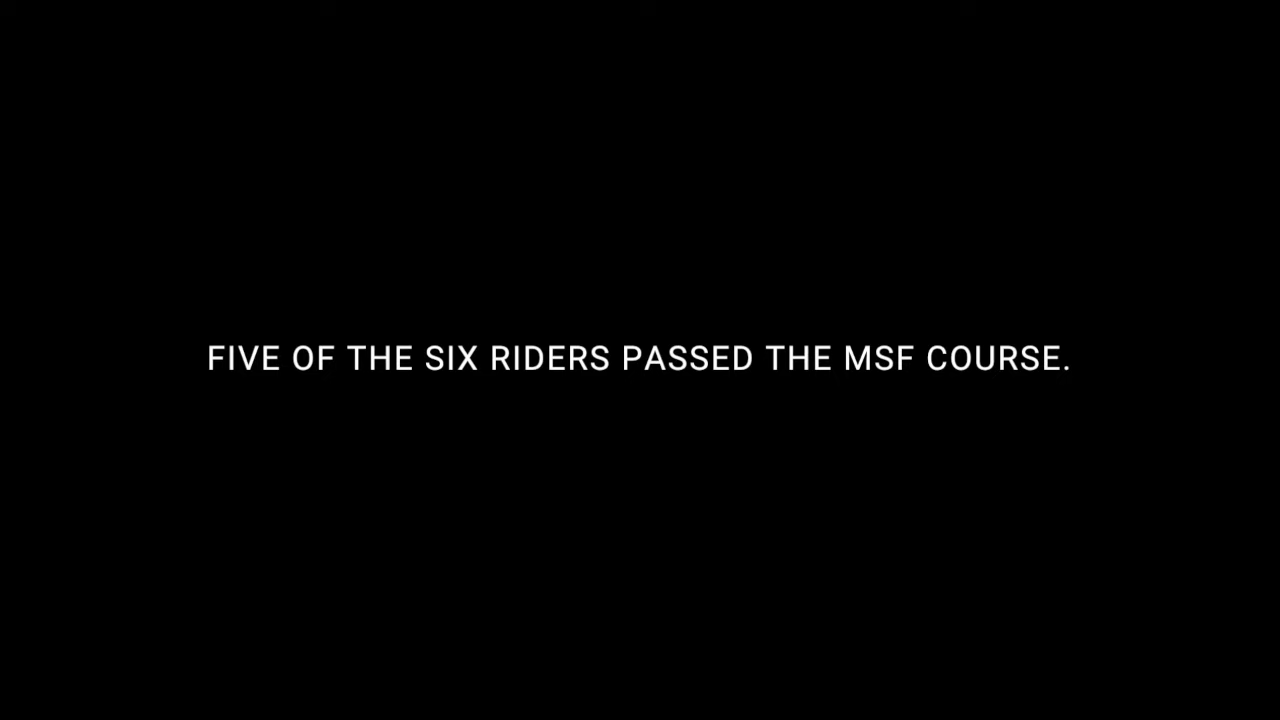 FIVE OF THE SIX RIDERS PASSED THE MSF COURSE.